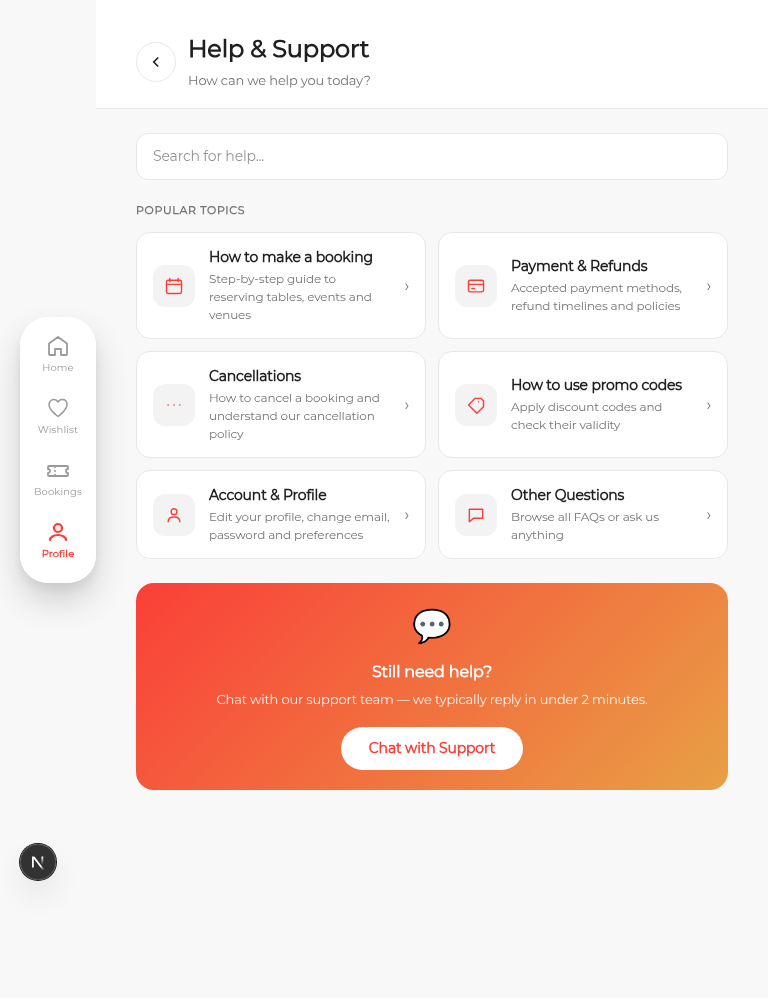 Help & Support
How can we help you today?
Search for help...
POPULAR TOPICS
How to make a booking
Step-by-step guide to
reserving tables, events and
venues
Payment & Refunds
Accepted payment methods,
refund timelines and policies
Cancellations
How to cancel a booking and
understand our cancellation
policy
How to use promo codes
Apply discount codes and
check their validity
Account & Profile
Edit your profile, change email,
password and preferences
Other Questions
Browse all FAQs or ask us
anything
Home
Wishlist
Bookings
Profile
Still need help?
Chat with our support team — we typically reply in under 2 minutes.
Chat with Support
N